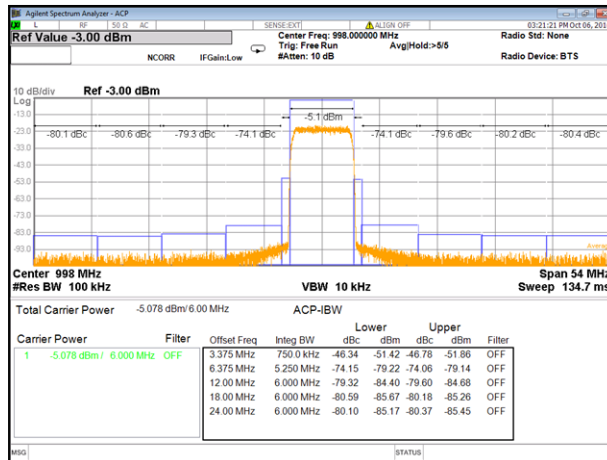 Agilent Spectrum Analyzer - ACP
L RF 50 Ω AC SENSE:EXT ALIGN OFF 03:21:21 PM Oct 06, 201
Ref Value -3.00 dBm Center Freq: 998.000000 MHz Radio Std: None
Trig: Free Run Avg|Hold:>5/5
NCORR IFGain:Low #Atten: 10 dB Radio Device: BTS
10 dB/div Ref -3.00 dBm
Log
-13.0 -5.1 dBm
-23.0
-80.1 dBc -80.6 dBc -79.3 dBc -74.1 dBc -74.1 dBc -79.6 dBc -80.2 dBc -80.4 dBc
-33.0
-43.0
-53.0
-63.0
-73.0
-83.0
-93.0
Center 998 MHz Span 54 MHz
#Res BW 100 kHz VBW 10 kHz Sweep 134.7 ms
Total Carrier Power -5.078 dBm/6.00 MHz ACP-IBW
Lower Upper
Carrier Power Filter Offset Freq Integ BW dBc dBm dBc dBm Filter
1 -5.078 dBm / 6.000 MHz OFF 3.375 MHz 750.0 kHz -46.34 -51.42 -46.78 -51.86 OFF
6.375 MHz 5.250 MHz -74.15 -79.22 -74.06 -79.14 OFF
12.00 MHz 6.000 MHz -79.32 -84.40 -79.60 -84.68 OFF
18.00 MHz 6.000 MHz -80.59 -85.67 -80.18 -85.26 OFF
24.00 MHz 6.000 MHz -80.10 -85.17 -80.37 -85.45 OFF
MSG STATUS